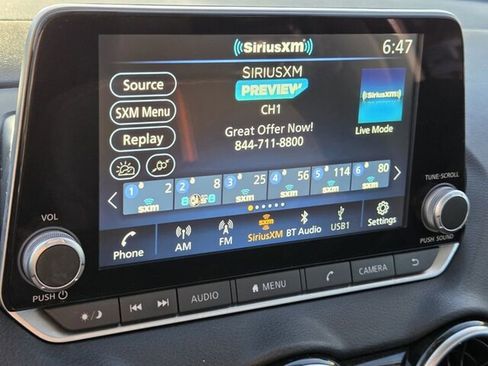 ((SiriusXM)) 6:47
Source
SIRIUSXM
PREVIEW
((SiriusXM))
SXM Menu
CH1
Replay
Great Offer Now!
844-711-8800
Live Mode
1 2 2 8 3 25 4 56 5 114 6 80
sxm sxm sxm sxm sxm
TUNE·SCROLL
VOL
Phone AM FM SiriusXM BT Audio USB1 Settings
PUSH SOUND
PUSH
AUDIO MENU CAMERA